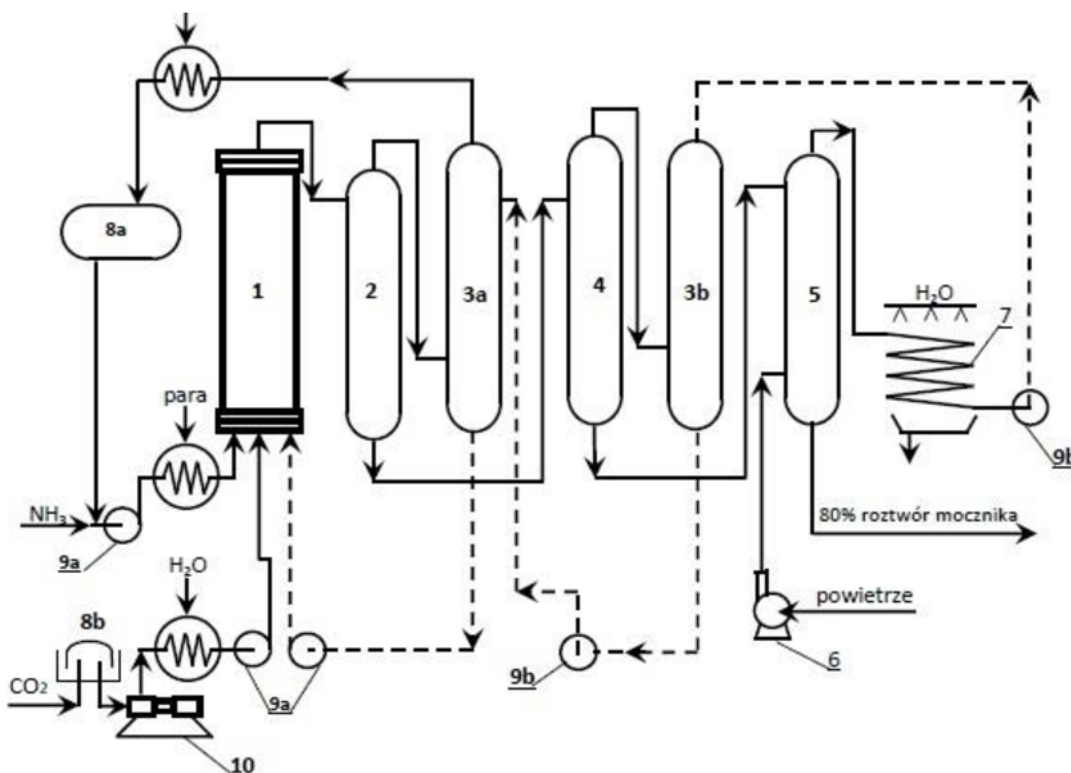 8a
1
2
3a
4
3b
5
H₂O
7
para
9b
NH₃
80% roztwór mocznika
9a
H₂O
8b
powietrze
9b
6
CO₂
9a
10